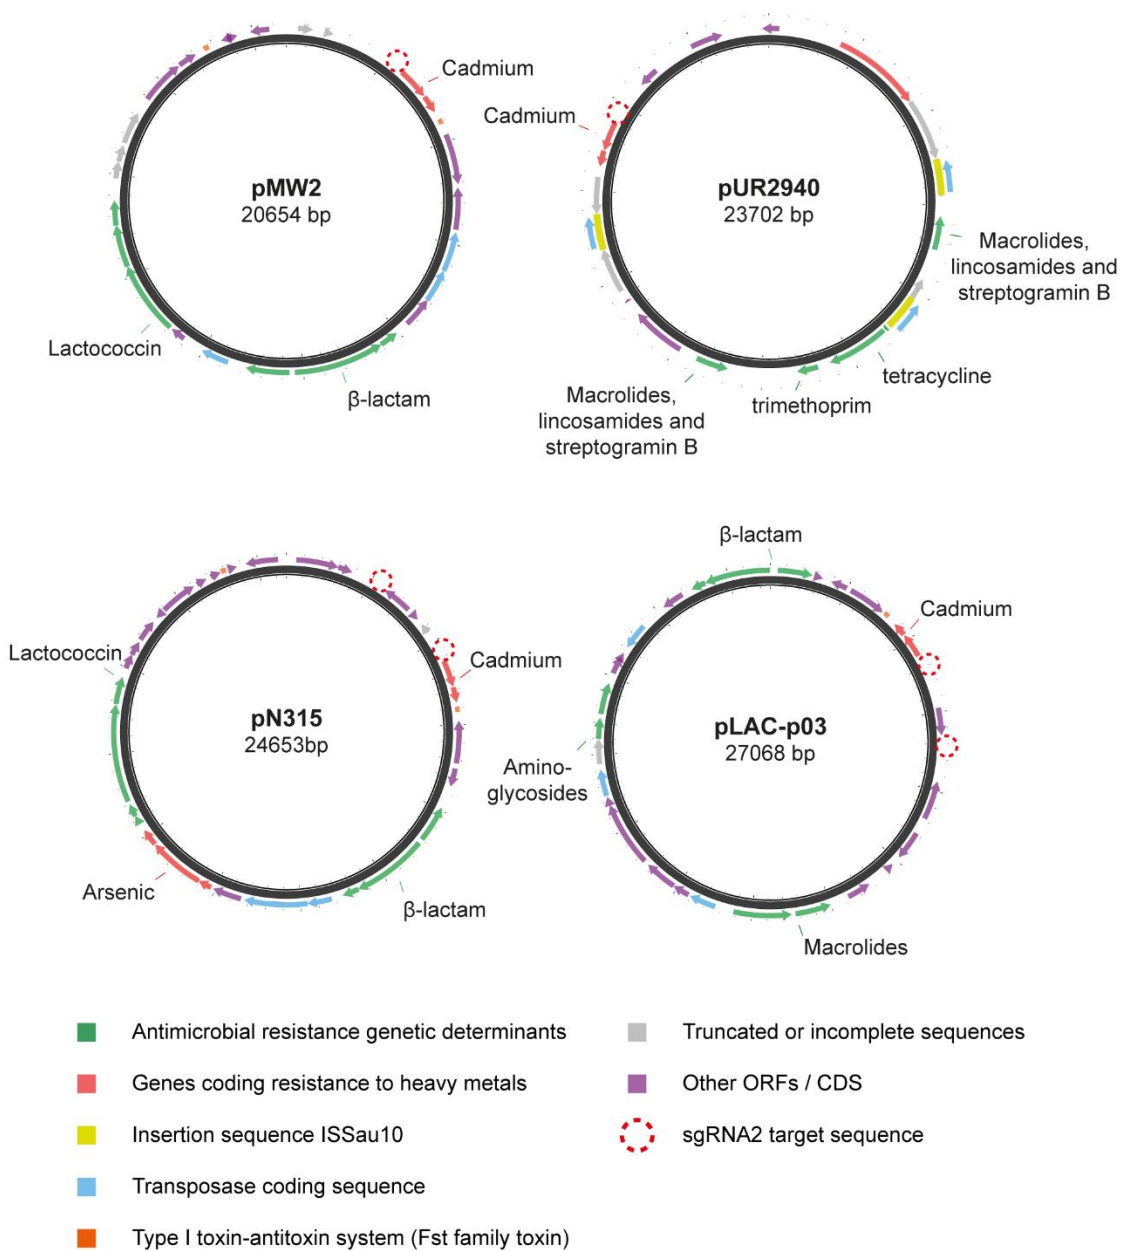 pMW2
20654 bp
Cadmium
Lactococcin
β-lactam
pUR2940
23702 bp
Cadmium
Macrolides,
lincosamides and
streptogramin B
tetracycline
trimethoprim
Macrolides,
lincosamides and
streptogramin B
pN315
24653bp
Lactococcin
Cadmium
Arsenic
β-lactam
pLAC-p03
27068 bp
β-lactam
Cadmium
Amino-
glycosides
Macrolides
Antimicrobial resistance genetic determinants
Genes coding resistance to heavy metals
Insertion sequence ISSau10
Transposase coding sequence
Type I toxin-antitoxin system (Fst family toxin)
Truncated or incomplete sequences
Other ORFs / CDS
sgRNA2 target sequence